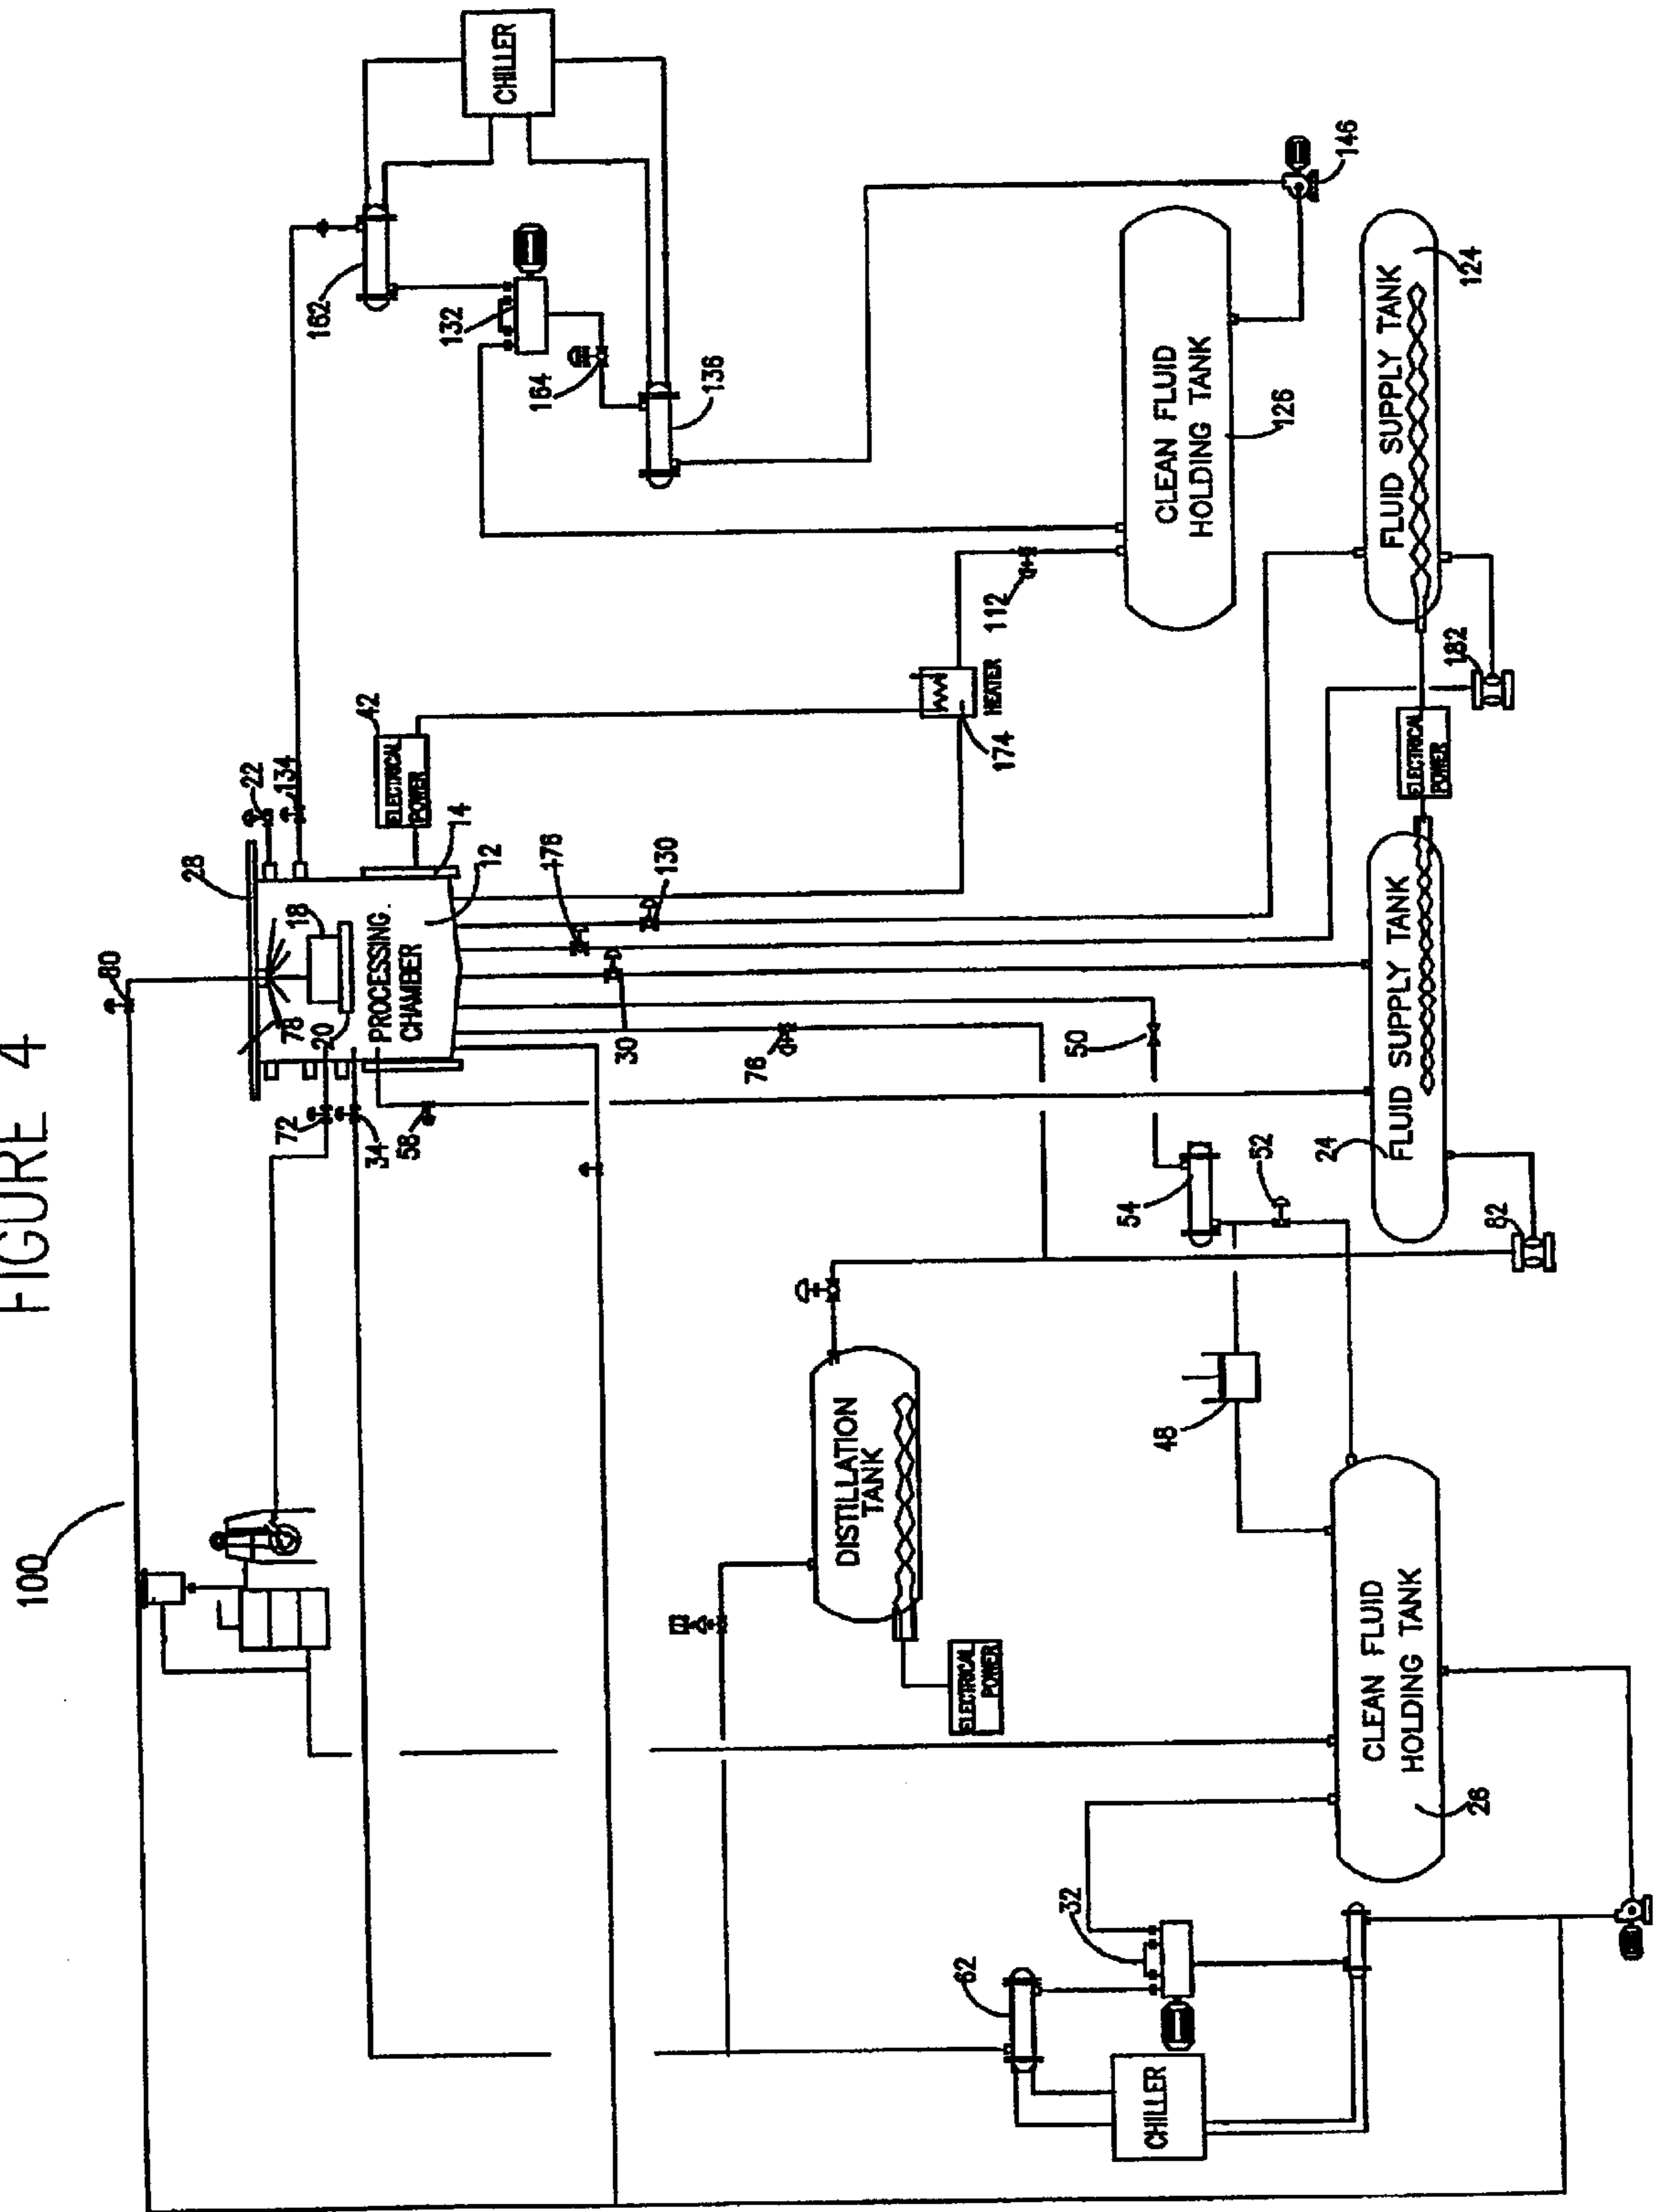 FIGURE 4
100
80
28
22
134
18
78
20
PROCESSING
CHAMBER
72
34
58
42
ELECTRICAL
POWER
14
12
176
130
30
76
50
162
CHILLER
132
164
136
112
HEATER
174
DISTILLATION
TANK
ELECTRICAL
POWER
54
52
48
62
32
CHILLER
CLEAN FLUID
HOLDING TANK
26
24
FLUID SUPPLY TANK
82
ELECTRICAL
POWER
182
CLEAN FLUID
HOLDING TANK
126
146
FLUID SUPPLY TANK
124